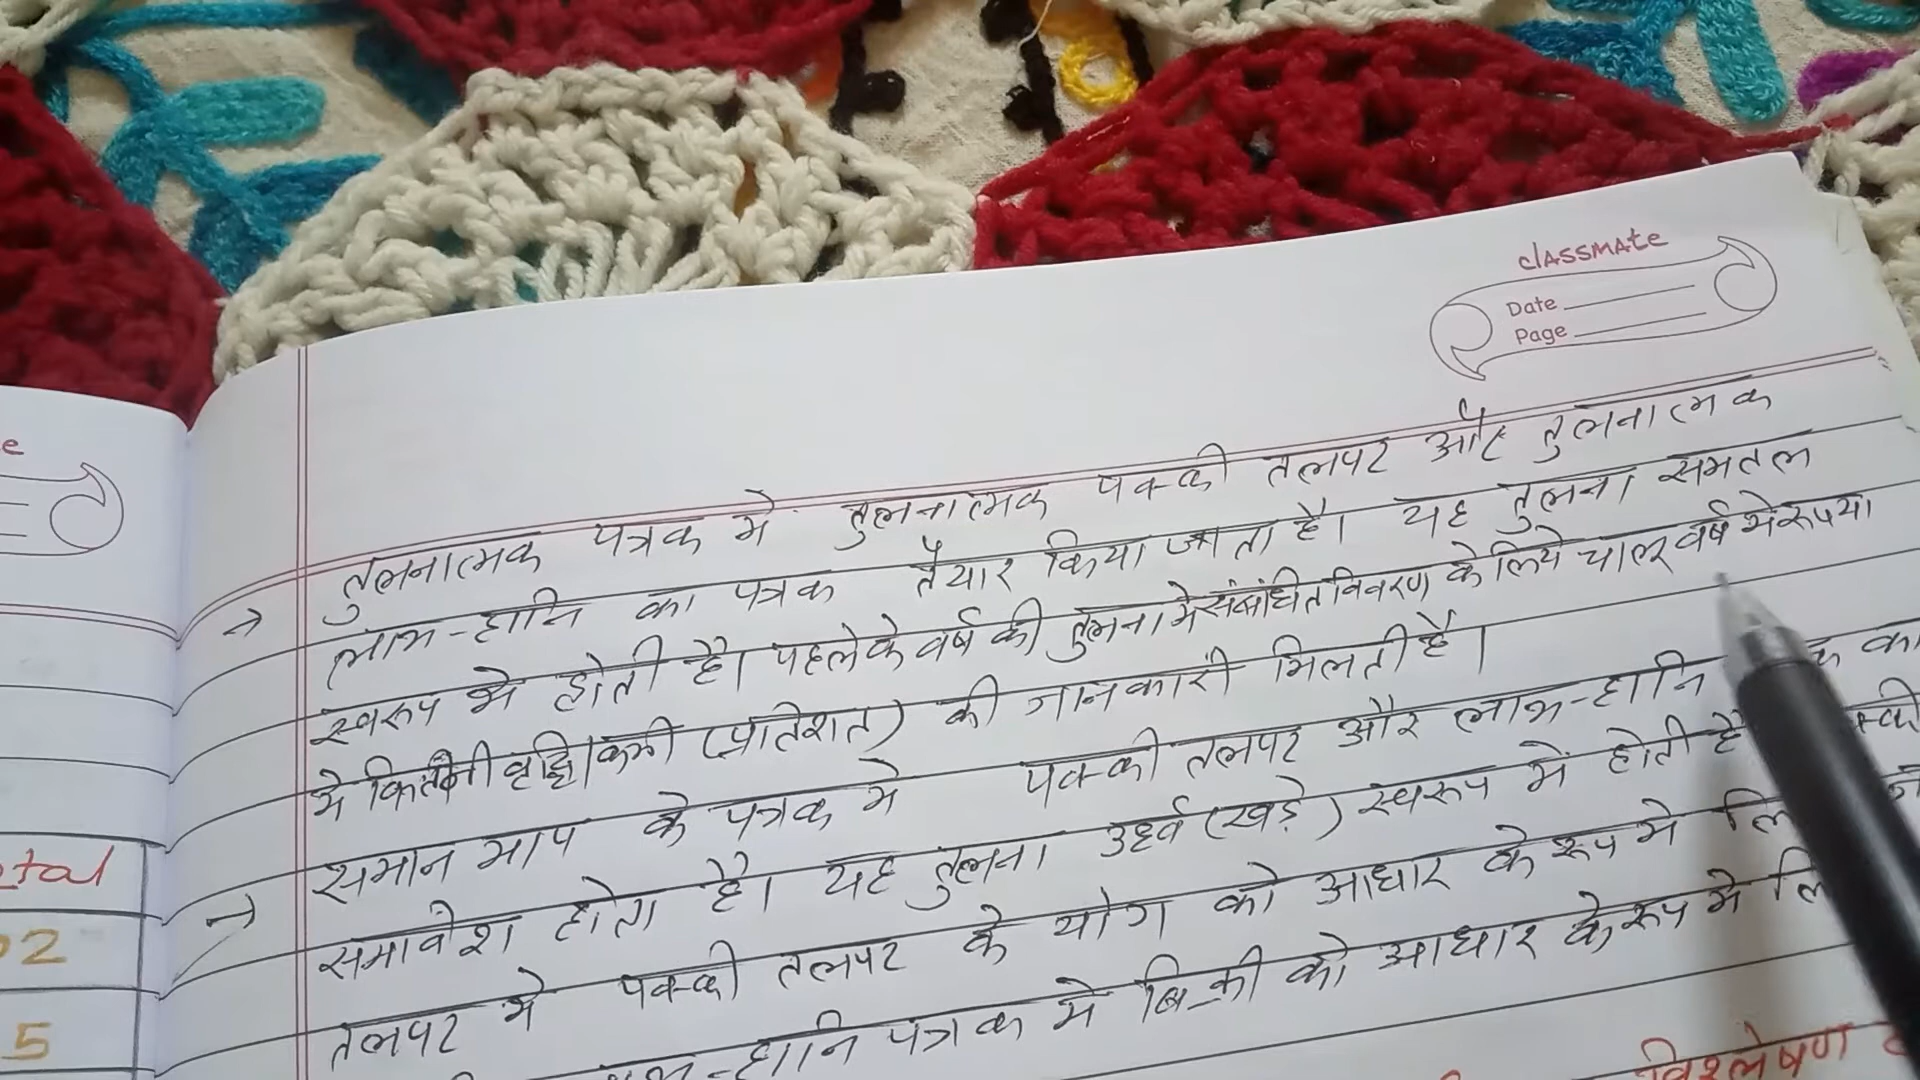 classmate
Date
Page
→ तुलनात्मक पत्रक मे तुलनात्मक पक्की तलपट और तुलनात्मक
लाभ-हानि का पत्रक तैयार किया जाता है। यह तुलना समतल
स्वरूप मे होती है। पहले के वर्ष की तुलना मे संबंधित विवरण के लिये चालू वर्ष मे रूपया
मे कितनी वृद्धि/कमी (प्रतिशत) की जानकारी मिलती है।
→ समान माप के पत्रक मे पक्की तलपट और लाभ-हानि का
समावेश होता है। यह तुलना उर्ध्व (खड़े) स्वरूप में होती है
तलपट मे पक्की तलपट के योग को आधार के रूप मे
हानि पत्रक मे बिक्री को आधार के रूप मे
विश्लेषण
e
tal
02
5